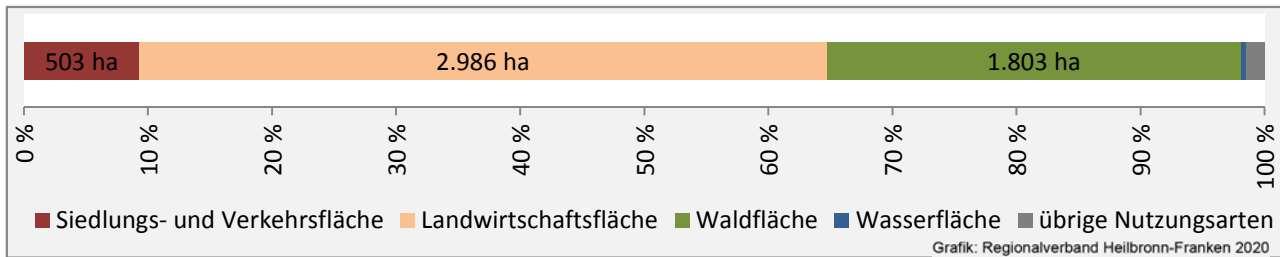 503 ha 2.986 ha 1.803 ha
0 % 10 % 20 % 30 % 40 % 50 % 60 % 70 % 80 % 90 % 100 %
Siedlungs- und Verkehrsfläche Landwirtschaftsfläche Waldfläche Wasserfläche übrige Nutzungsarten
Grafik: Regionalverband Heilbronn-Franken 2020